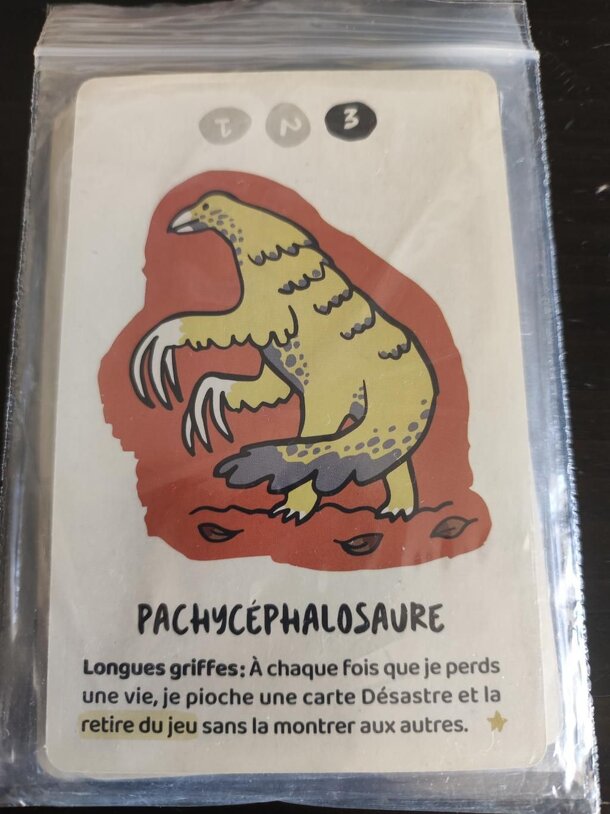 1 2 3
PACHYCÉPHALOSAURE
Longues griffes : À chaque fois que je perds
une vie, je pioche une carte Désastre et la
retire du jeu sans la montrer aux autres.